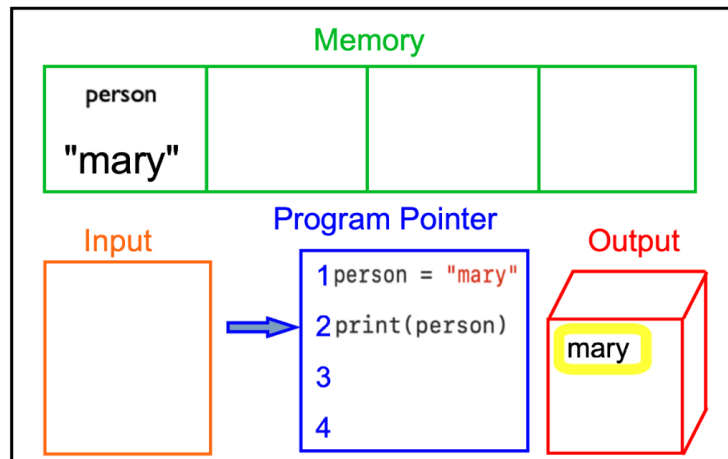 Memory
person
"mary"
Program Pointer
Input
Output
1 person = "mary"
2 print(person)
3
4
mary